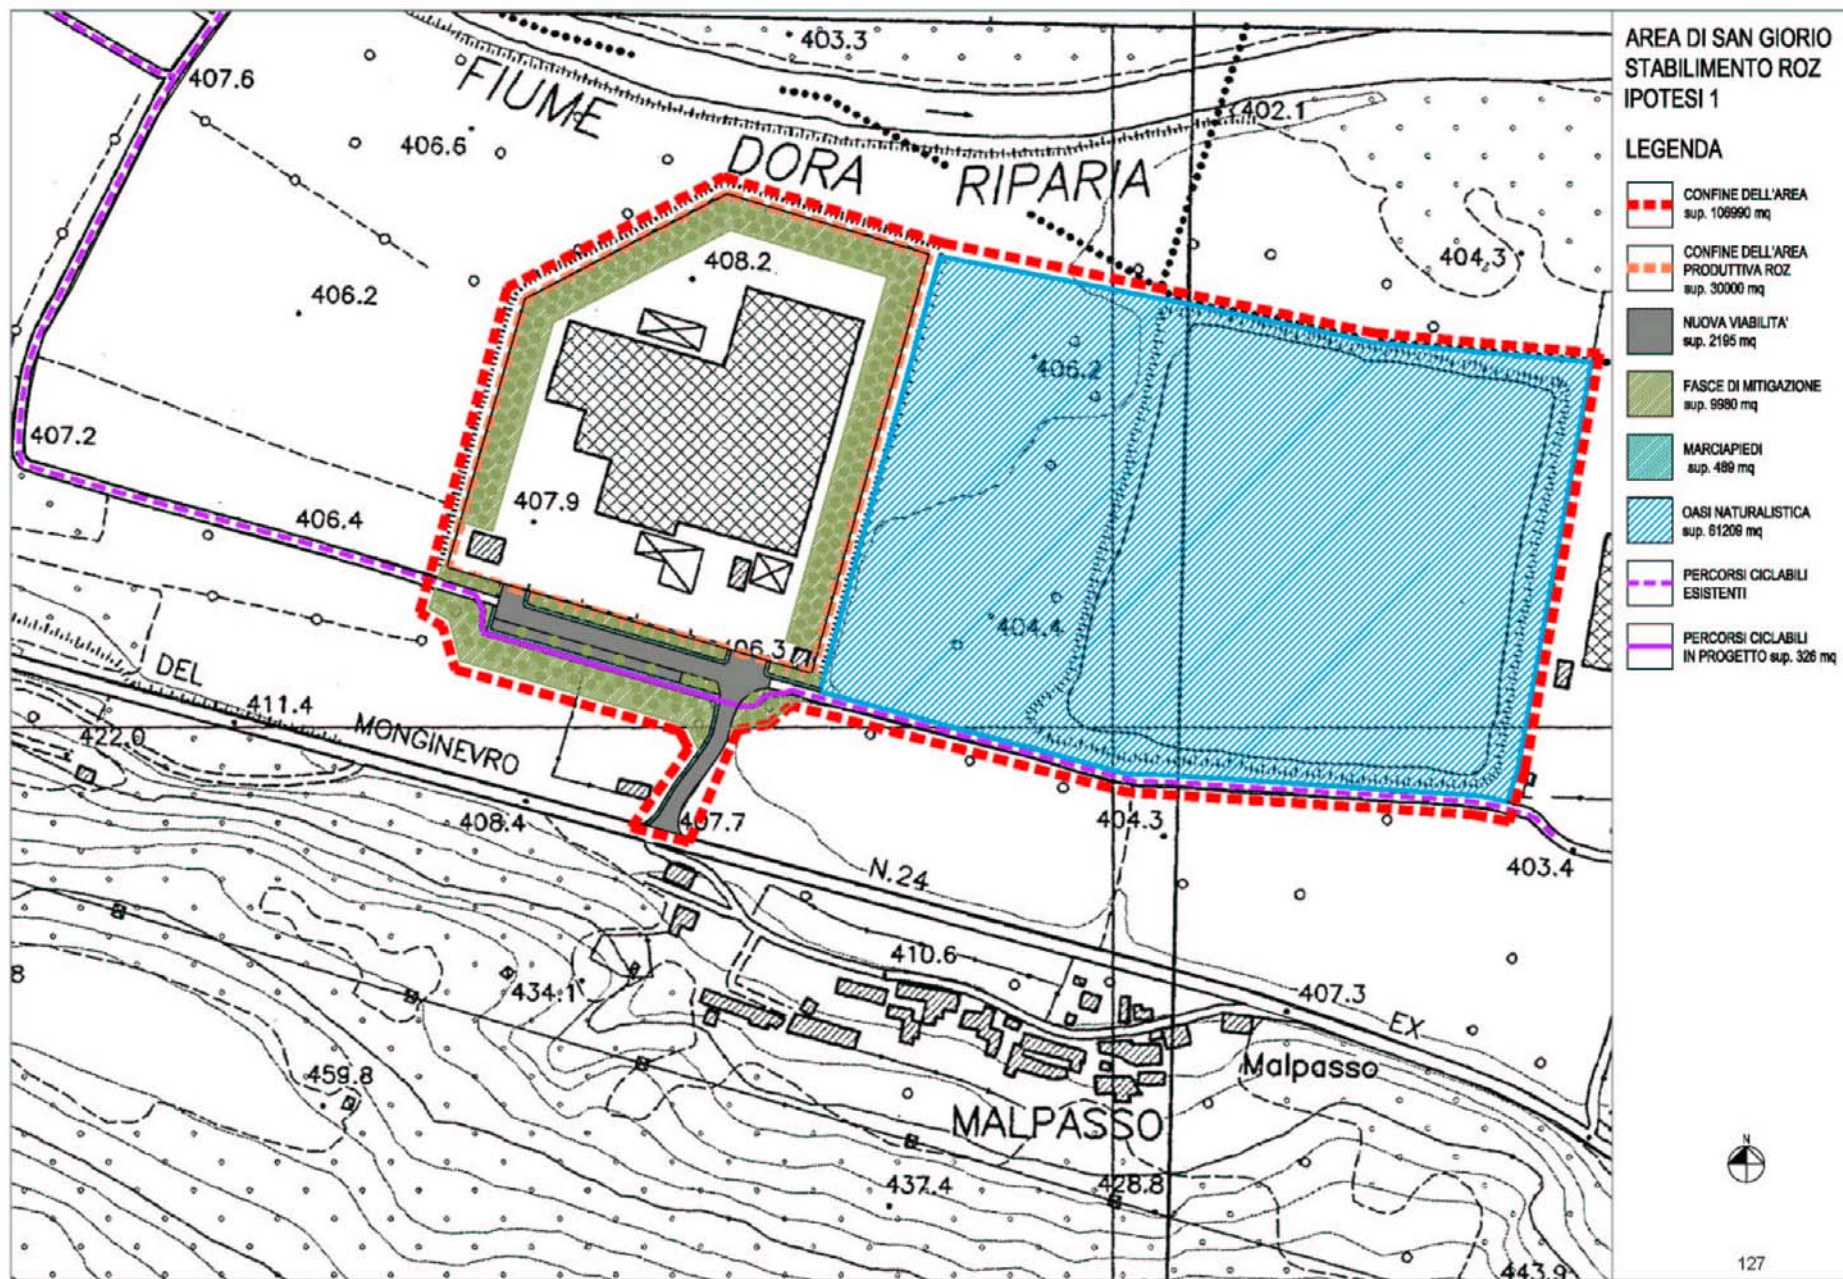 AREA DI SAN GIORIO
STABILIMENTO ROZ
IPOTESI 1
LEGENDA
CONFINE DELL'AREA
sup. 106990 mq
CONFINE DELL'AREA
PRODUTTIVA ROZ
sup. 30000 mq
NUOVA VIABILITA'
sup. 2195 mq
FASCE DI MITIGAZIONE
sup. 9980 mq
MARCIAPIEDI
sup. 489 mq
OASI NATURALISTICA
sup. 61209 mq
PERCORSI CICLABILI
ESISTENTI
PERCORSI CICLABILI
IN PROGETTO sup. 326 mq
N
127
403.3
407.6
FIUME
402.1
406.6
DORA
RIPARIA
404.3
408.2
406.2
406.2
407.2
407.9
406.4
404.4
06.3
DEL
411.4
MONGINEVRO
422.0
408.4
407.7
404.3
403.4
N.24
410.6
8
434.1
407.3
EX
Malpasso
459.8
MALPASSO
437.4
428.8
443.9